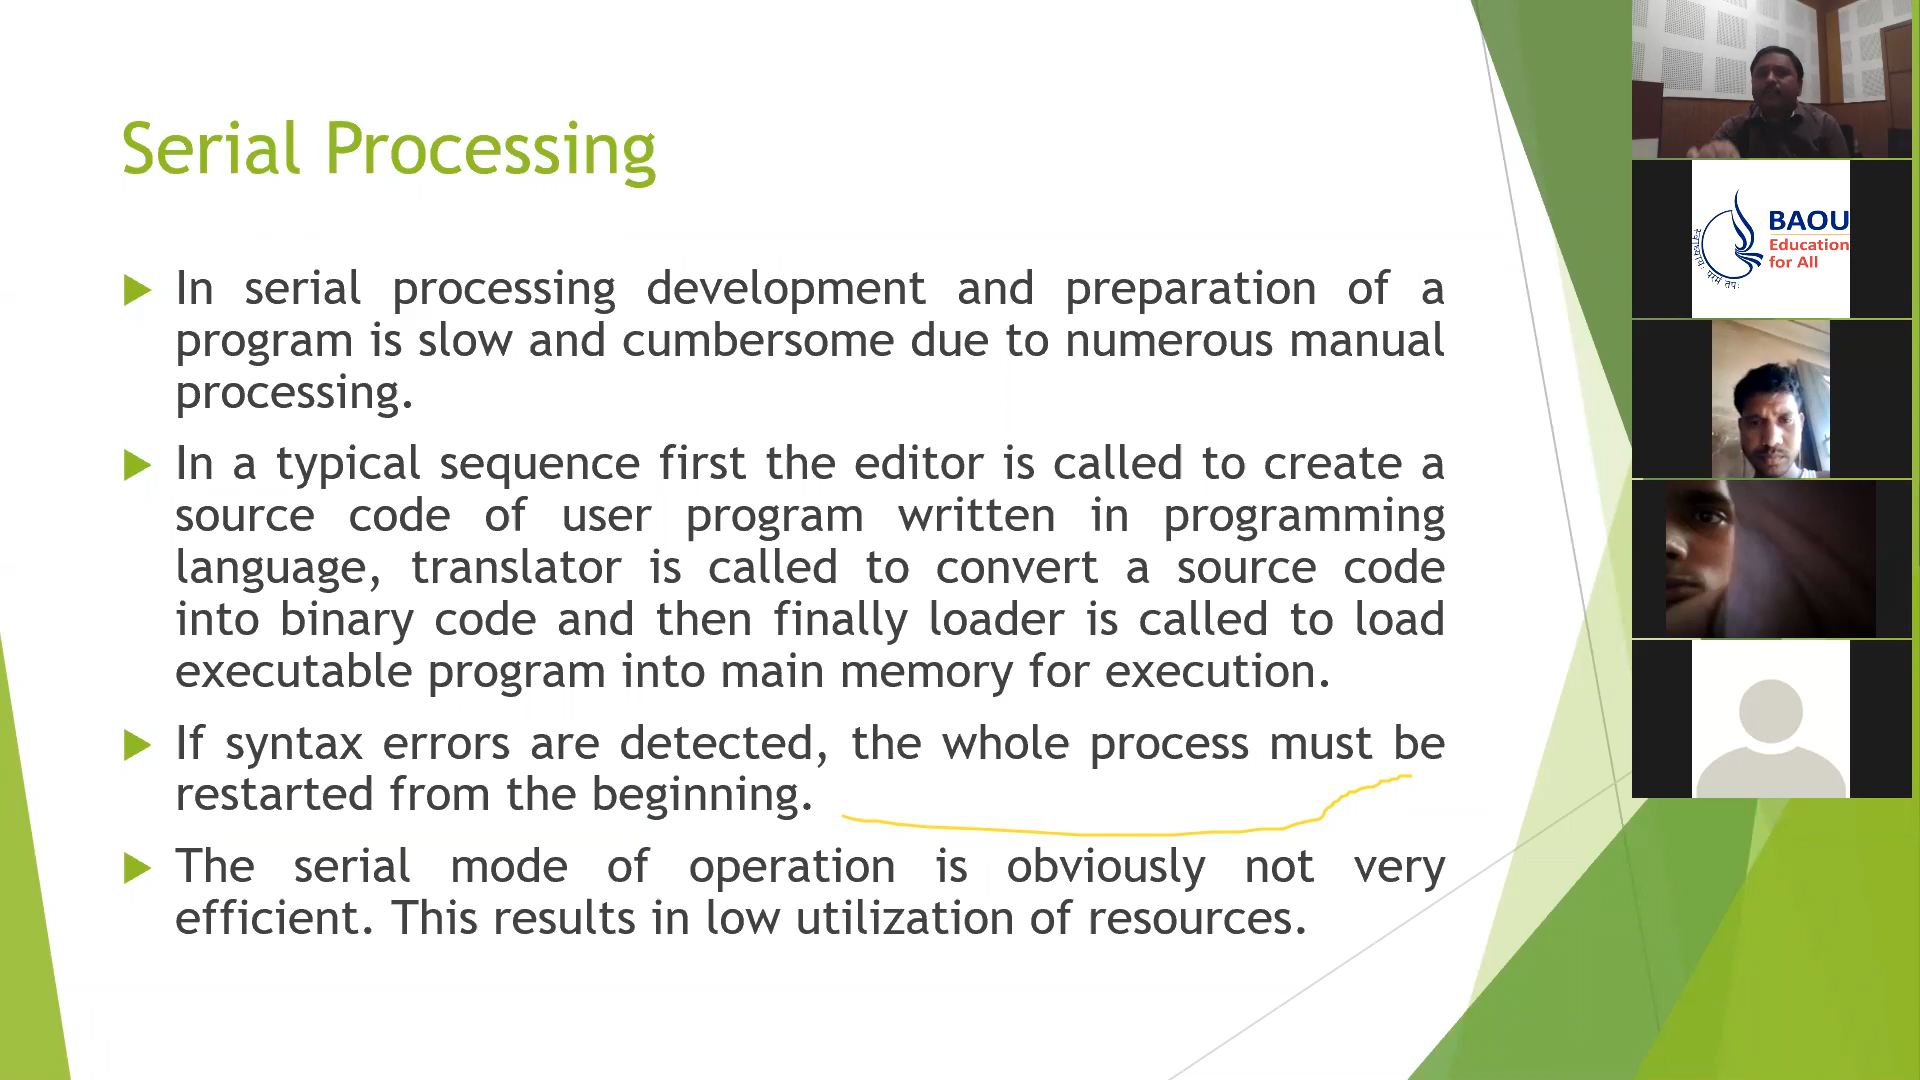 Serial Processing
In serial processing development and preparation of a
program is slow and cumbersome due to numerous manual
processing.
In a typical sequence first the editor is called to create a
source code of user program written in programming
language, translator is called to convert a source code
into binary code and then finally loader is called to load
executable program into main memory for execution.
If syntax errors are detected, the whole process must be
restarted from the beginning.
The serial mode of operation is obviously not very
efficient. This results in low utilization of resources.
BAOU
Education
for All